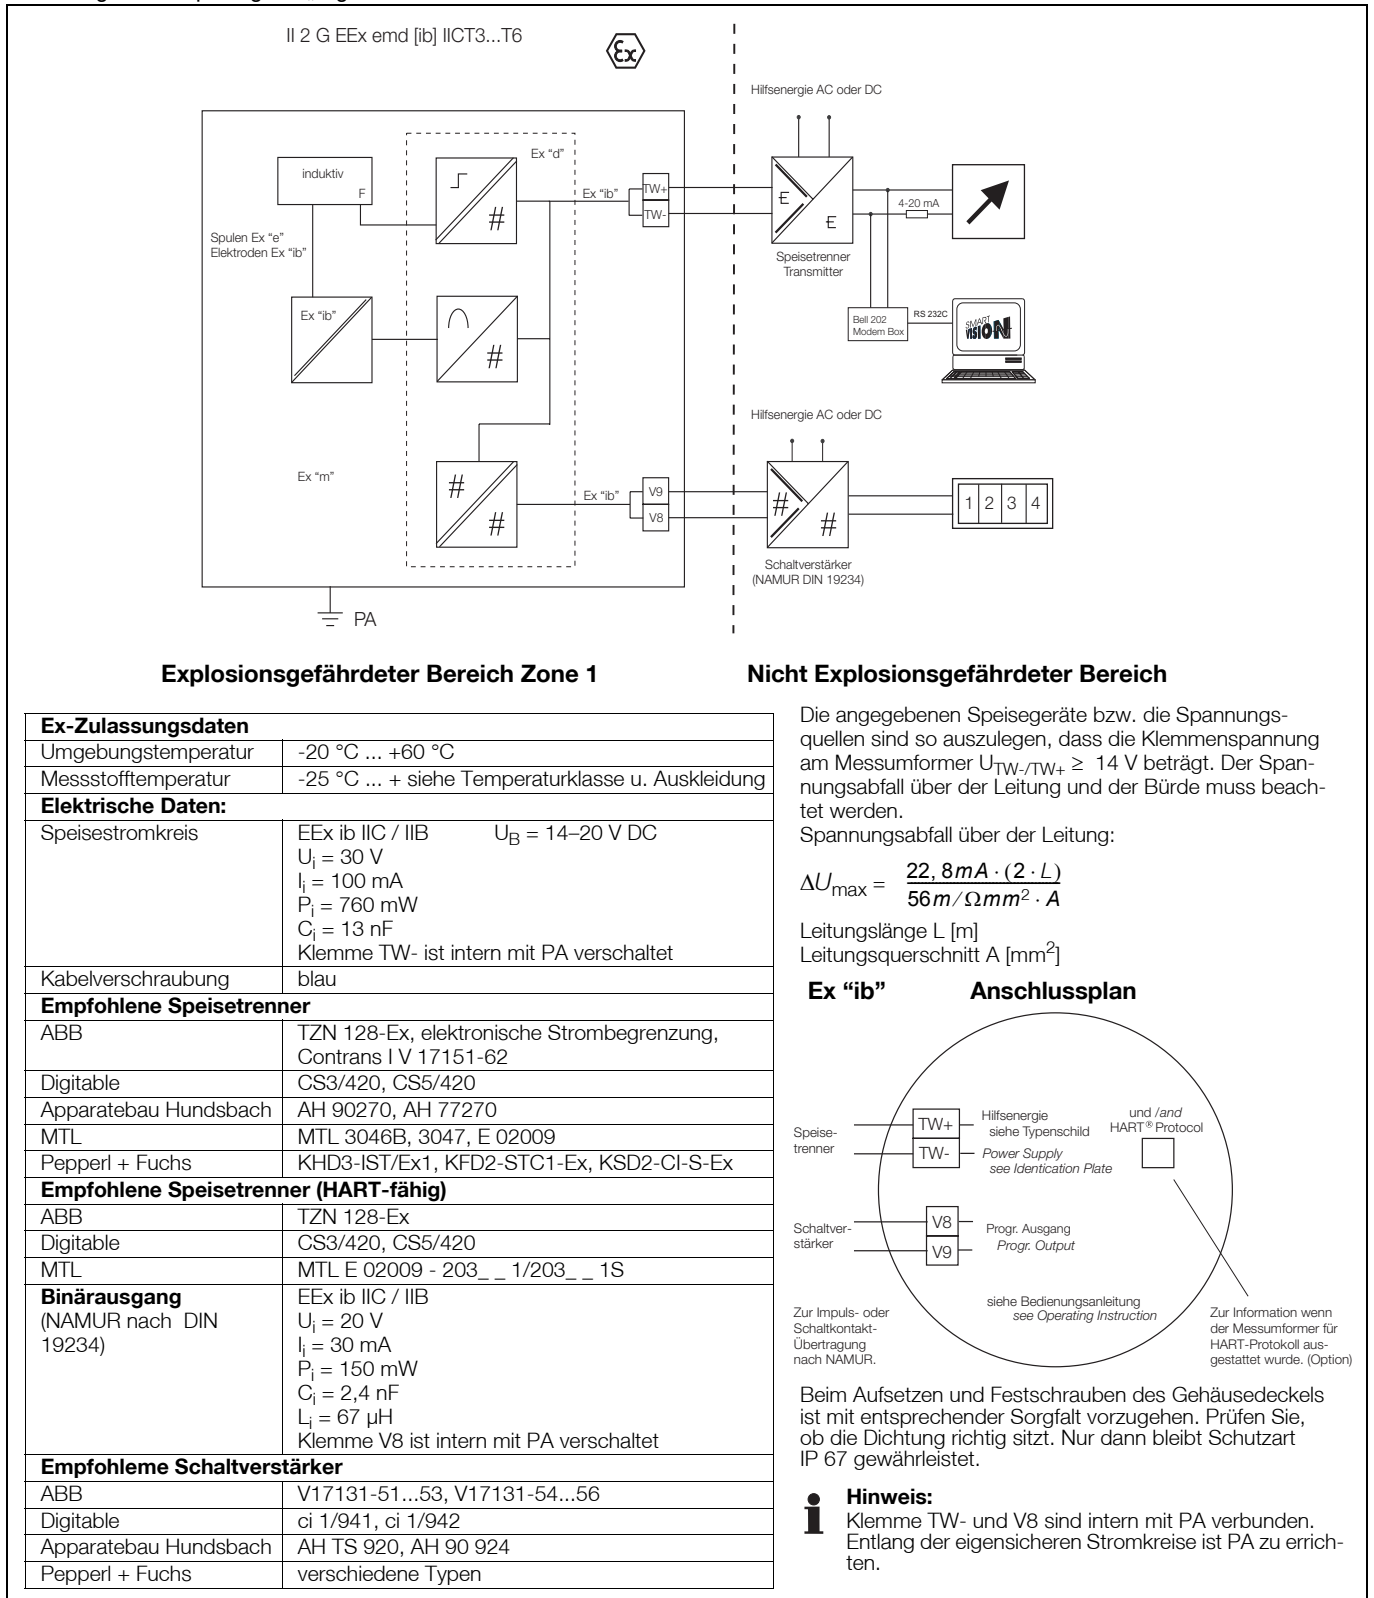 II 2 G EEx emd [ib] IICT3...T6
Ex
Hilfsenergie AC oder DC
Ex “d”
induktiv
F
#
Ex “ib”
TW+
TW-
E
E
4-20 mA
Spulen Ex “e”
Elektroden Ex “ib”
Speisetrenner
Transmitter
Ex “ib”
#
Bell 202
Modem Box
RS 232C
SMART
VISION
Hilfsenergie AC oder DC
Ex “m”
#
#
Ex “ib”
V9
V8
#
#
1 2 3 4
Schaltverstärker
(NAMUR DIN 19234)
PA
Explosionsgefährdeter Bereich Zone 1
Nicht Explosionsgefährdeter Bereich
Ex-Zulassungsdaten
Umgebungstemperatur -20 °C ... +60 °C
Messstofftemperatur -25 °C ... + siehe Temperaturklasse u. Auskleidung
Elektrische Daten:
Speisestromkreis EEx ib IIC / IIB U_B = 14–20 V DC
U_i = 30 V
I_i = 100 mA
P_i = 760 mW
C_i = 13 nF
Klemme TW- ist intern mit PA verschaltet
Kabelverschraubung blau
Empfohlene Speisetrenner
ABB TZN 128-Ex, elektronische Strombegrenzung,
Contrans I V 17151-62
Digitable CS3/420, CS5/420
Apparatebau Hundsbach AH 90270, AH 77270
MTL MTL 3046B, 3047, E 02009
Pepperl + Fuchs KHD3-IST/Ex1, KFD2-STC1-Ex, KSD2-CI-S-Ex
Empfohlene Speisetrenner (HART-fähig)
ABB TZN 128-Ex
Digitable CS3/420, CS5/420
MTL MTL E 02009 - 203_ _ 1/203_ _ 1S
Binärausgang EEx ib IIC / IIB
(NAMUR nach DIN U_i = 20 V
19234) I_i = 30 mA
P_i = 150 mW
C_i = 2,4 nF
L_i = 67 µH
Klemme V8 ist intern mit PA verschaltet
Empfohleme Schaltverstärker
ABB V17131-51...53, V17131-54...56
Digitable ci 1/941, ci 1/942
Apparatebau Hundsbach AH TS 920, AH 90 924
Pepperl + Fuchs verschiedene Typen
Die angegebenen Speisegeräte bzw. die Spannungs-
quellen sind so auszulegen, dass die Klemmenspannung
am Messumformer U_TW-/TW+ ≥ 14 V beträgt. Der Span-
nungsabfall über der Leitung und der Bürde muss beach-
tet werden.
Spannungsabfall über der Leitung:
ΔU_max = 22, 8mA · (2 · L) / 56m/Ωmm² · A
Leitungslänge L [m]
Leitungsquerschnitt A [mm²]
Ex “ib” Anschlussplan
Speise-
trenner
TW+
TW-
Hilfsenergie
siehe Typenschild
Power Supply
see Identication Plate
und /and
HART® Protocol
Schaltver-
stärker
V8
V9
Progr. Ausgang
Progr. Output
siehe Bedienungsanleitung
see Operating Instruction
Zur Impuls- oder
Schaltkontakt-
Übertragung
nach NAMUR.
Zur Information wenn
der Messumformer für
HART-Protokoll aus-
gestattet wurde. (Option)
Beim Aufsetzen und Festschrauben des Gehäusedeckels
ist mit entsprechender Sorgfalt vorzugehen. Prüfen Sie,
ob die Dichtung richtig sitzt. Nur dann bleibt Schutzart
IP 67 gewährleistet.
Hinweis:
Klemme TW- und V8 sind intern mit PA verbunden.
Entlang der eigensicheren Stromkreise ist PA zu errich-
ten.